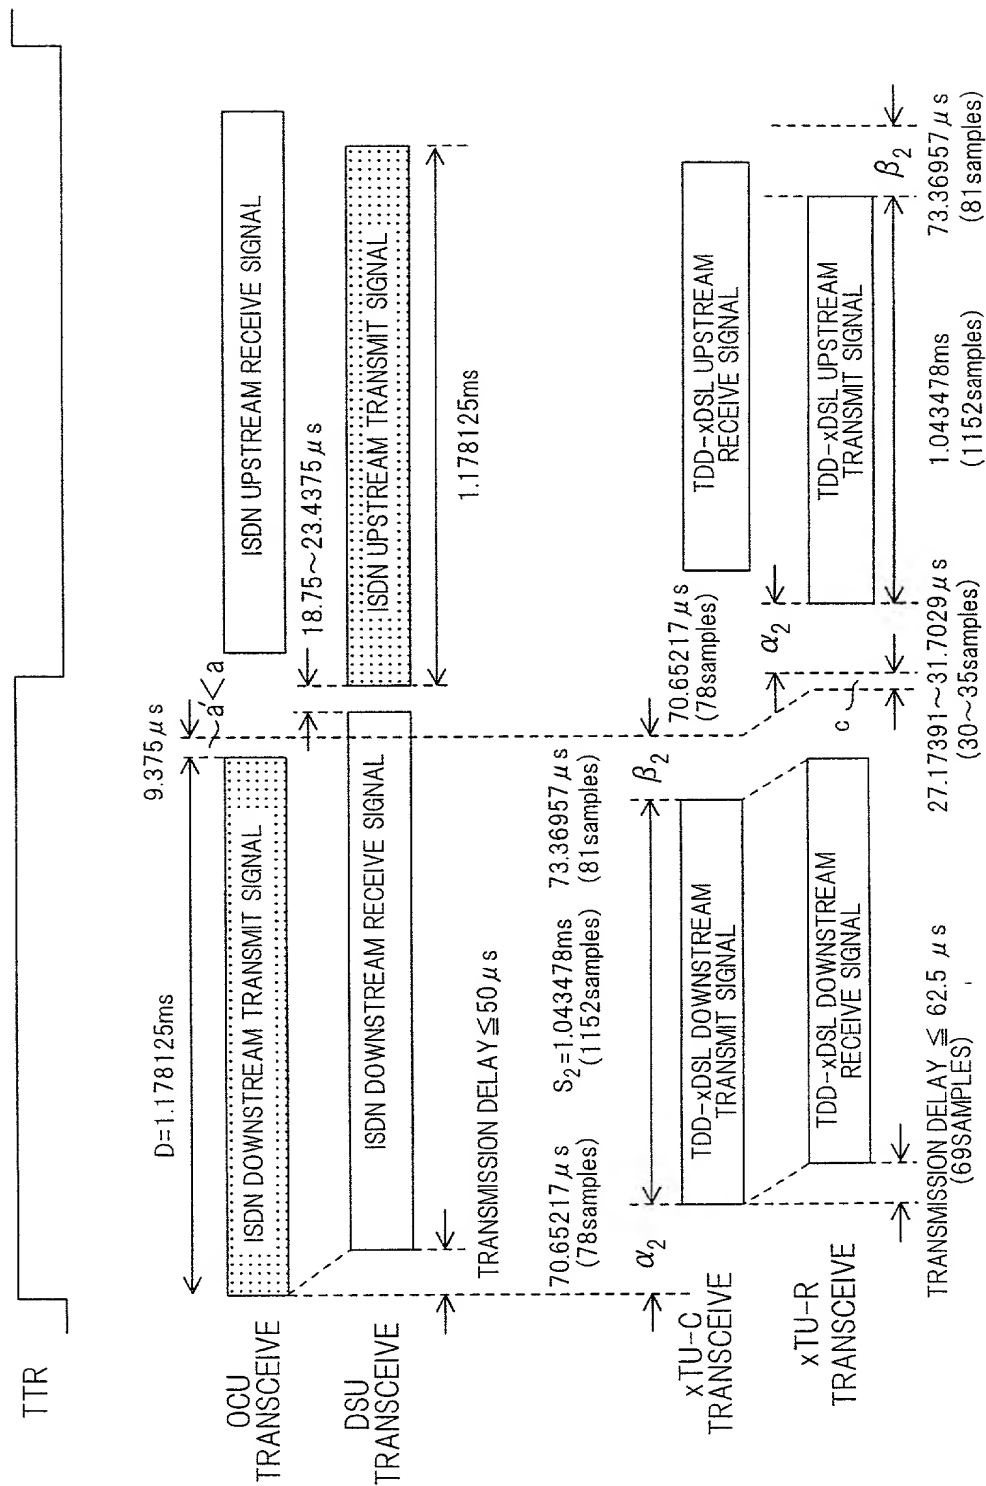 TTR
OCU
TRANSCEIVE
D=1.178125ms
ISDN DOWNSTREAM TRANSMIT SIGNAL
9.375μs
a'<a
ISDN UPSTREAM RECEIVE SIGNAL
18.75~23.4375μs
DSU
TRANSCEIVE
ISDN DOWNSTREAM RECEIVE SIGNAL
ISDN UPSTREAM TRANSMIT SIGNAL
1.178125ms
TRANSMISSION DELAY≦50μs
70.65217μs
(78samples)
S₂=1.043478ms
(1152samples)
73.36957μs
(81samples)
α₂
β₂
xTU-C
TRANSCEIVE
TDD-xDSL DOWNSTREAM
TRANSMIT SIGNAL
70.65217μs
(78samples)
α₂
TDD-xDSL UPSTREAM
RECEIVE SIGNAL
xTU-R
TRANSCEIVE
TDD-xDSL DOWNSTREAM
RECEIVE SIGNAL
c
TDD-xDSL UPSTREAM
TRANSMIT SIGNAL
β₂
TRANSMISSION DELAY ≦ 62.5 μs
(69SAMPLES)
27.17391~31.7029μs
(30~35samples)
1.043478ms
(1152samples)
73.36957μs
(81samples)